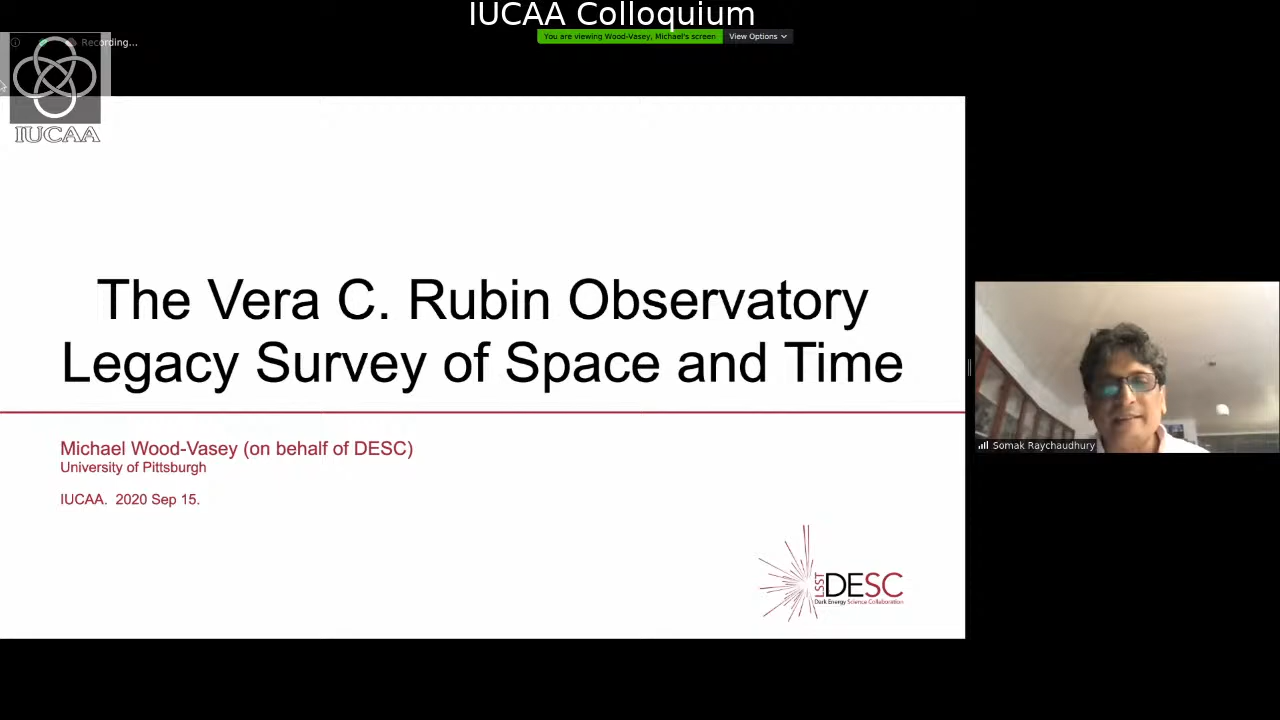 IUCAA Colloquium
You are viewing Wood-Vasey, Michael's screen
View Options
Recording...
IUCAA
The Vera C. Rubin Observatory
Legacy Survey of Space and Time
Michael Wood-Vasey (on behalf of DESC)
University of Pittsburgh
IUCAA. 2020 Sep 15.
LSST
DESC
Dark Energy Science Collaboration
Somak Raychaudhury